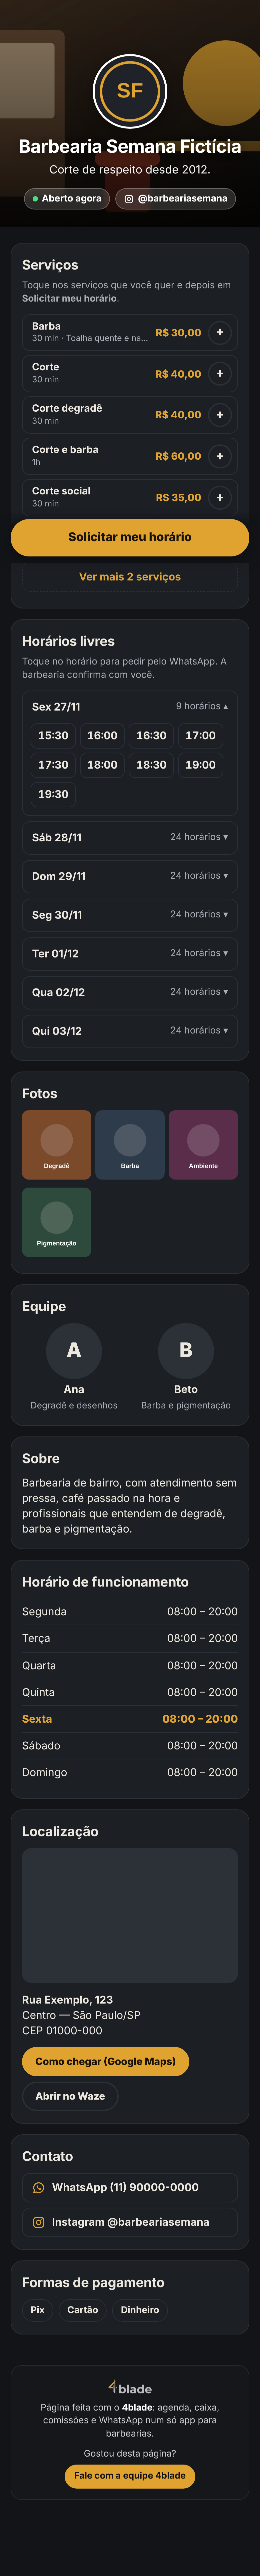 SF
Barbearia Semana Fictícia
Corte de respeito desde 2012.
Aberto agora
@barbeariasemana
Serviços
Toque nos serviços que você quer e depois em
Solicitar meu horário.
Barba
30 min · Toalha quente e na...
R$ 30,00
+
Corte
30 min
R$ 40,00
+
Corte degradê
30 min
R$ 40,00
+
Corte e barba
1h
R$ 60,00
+
Corte social
30 min
R$ 35,00
+
Solicitar meu horário
Ver mais 2 serviços
Horários livres
Toque no horário para pedir pelo WhatsApp. A
barbearia confirma com você.
Sex 27/11
9 horários ▴
15:30 16:00 16:30 17:00
17:30 18:00 18:30 19:00
19:30
Sáb 28/11
24 horários ▾
Dom 29/11
24 horários ▾
Seg 30/11
24 horários ▾
Ter 01/12
24 horários ▾
Qua 02/12
24 horários ▾
Qui 03/12
24 horários ▾
Fotos
Degradê
Barba
Ambiente
Pigmentação
Equipe
A
Ana
Degradê e desenhos
B
Beto
Barba e pigmentação
Sobre
Barbearia de bairro, com atendimento sem
pressa, café passado na hora e
profissionais que entendem de degradê,
barba e pigmentação.
Horário de funcionamento
Segunda 08:00 – 20:00
Terça 08:00 – 20:00
Quarta 08:00 – 20:00
Quinta 08:00 – 20:00
Sexta 08:00 – 20:00
Sábado 08:00 – 20:00
Domingo 08:00 – 20:00
Localização
Rua Exemplo, 123
Centro — São Paulo/SP
CEP 01000-000
Como chegar (Google Maps)
Abrir no Waze
Contato
WhatsApp (11) 90000-0000
Instagram @barbeariasemana
Formas de pagamento
Pix
Cartão
Dinheiro
4blade
Página feita com o 4blade: agenda, caixa,
comissões e WhatsApp num só app para
barbearias.
Gostou desta página?
Fale com a equipe 4blade